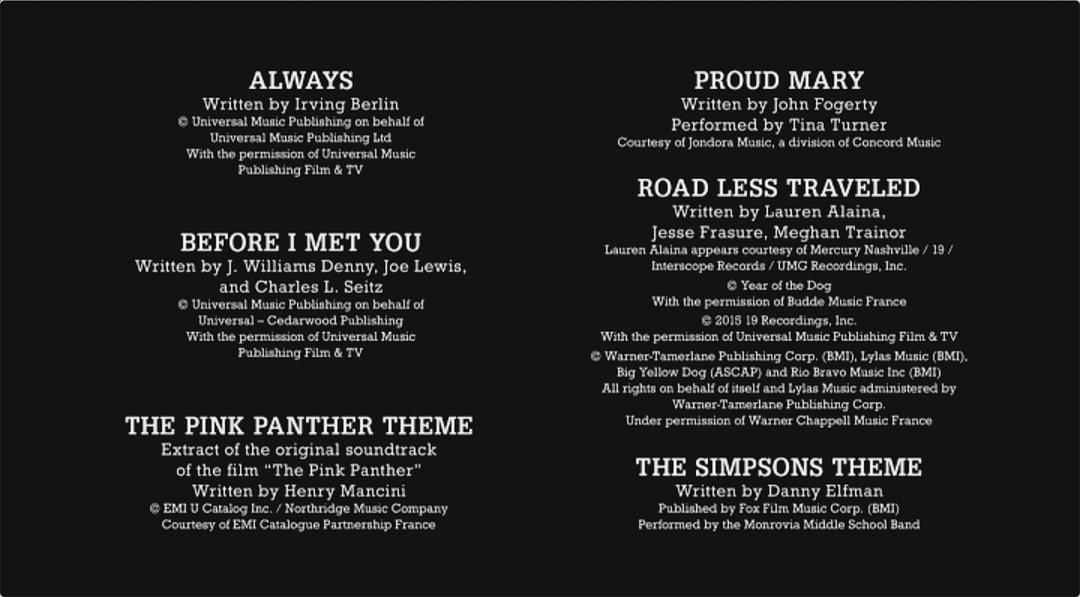 ALWAYS
Written by Irving Berlin
© Universal Music Publishing on behalf of
Universal Music Publishing Ltd
With the permission of Universal Music
Publishing Film & TV
BEFORE I MET YOU
Written by J. Williams Denny, Joe Lewis,
and Charles L. Seitz
© Universal Music Publishing on behalf of
Universal – Cedarwood Publishing
With the permission of Universal Music
Publishing Film & TV
THE PINK PANTHER THEME
Extract of the original soundtrack
of the film “The Pink Panther”
Written by Henry Mancini
© EMI U Catalog Inc. / Northridge Music Company
Courtesy of EMI Catalogue Partnership France
PROUD MARY
Written by John Fogerty
Performed by Tina Turner
Courtesy of Jondora Music, a division of Concord Music
ROAD LESS TRAVELED
Written by Lauren Alaina,
Jesse Frasure, Meghan Trainor
Lauren Alaina appears courtesy of Mercury Nashville / 19 /
Interscope Records / UMG Recordings, Inc.
© Year of the Dog
With the permission of Budde Music France
© 2015 19 Recordings, Inc.
With the permission of Universal Music Publishing Film & TV
© Warner-Tamerlane Publishing Corp. (BMI), Lylas Music (BMI),
Big Yellow Dog (ASCAP) and Rio Bravo Music Inc (BMI)
All rights on behalf of itself and Lylas Music administered by
Warner-Tamerlane Publishing Corp.
Under permission of Warner Chappell Music France
THE SIMPSONS THEME
Written by Danny Elfman
Published by Fox Film Music Corp. (BMI)
Performed by the Monrovia Middle School Band